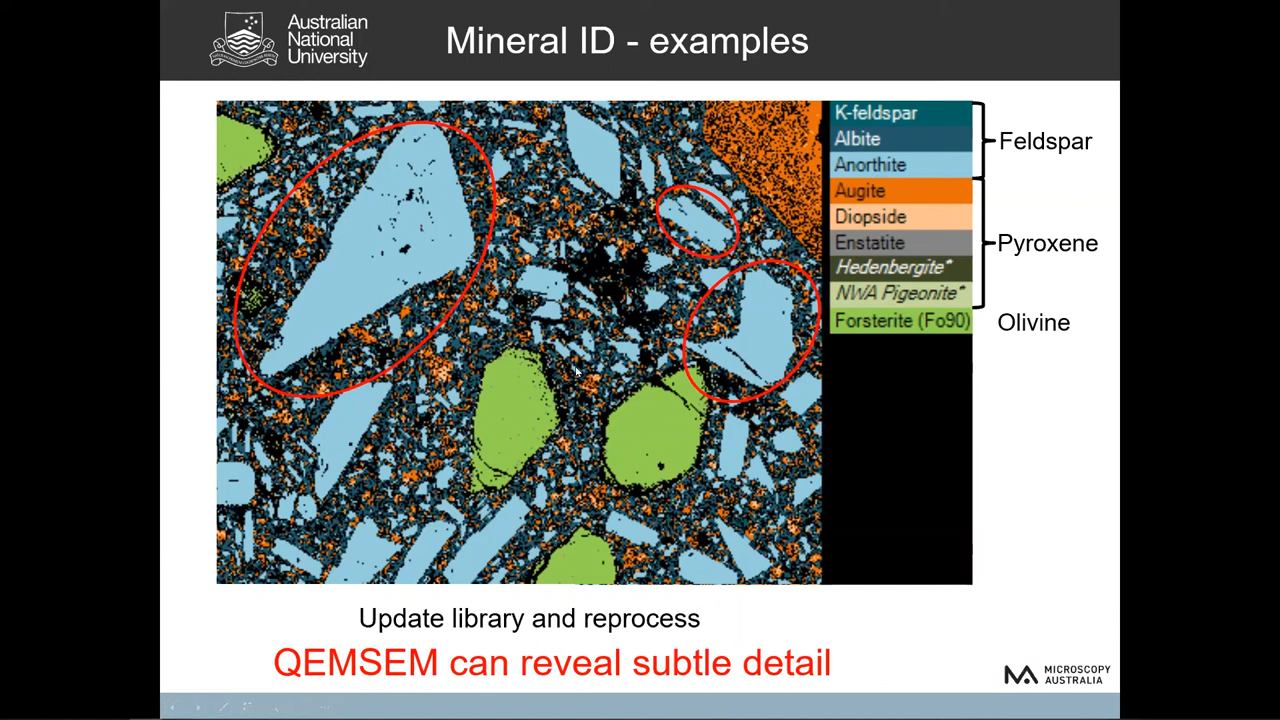 Australian
National
University
Mineral ID - examples
K-feldspar
Albite
Anorthite
Feldspar
Augite
Diopside
Enstatite
Hedenbergite*
NWA Pigeonite*
Pyroxene
Forsterite (Fo90)
Olivine
Update library and reprocess
QEMSEM can reveal subtle detail
MICROSCOPY
AUSTRALIA